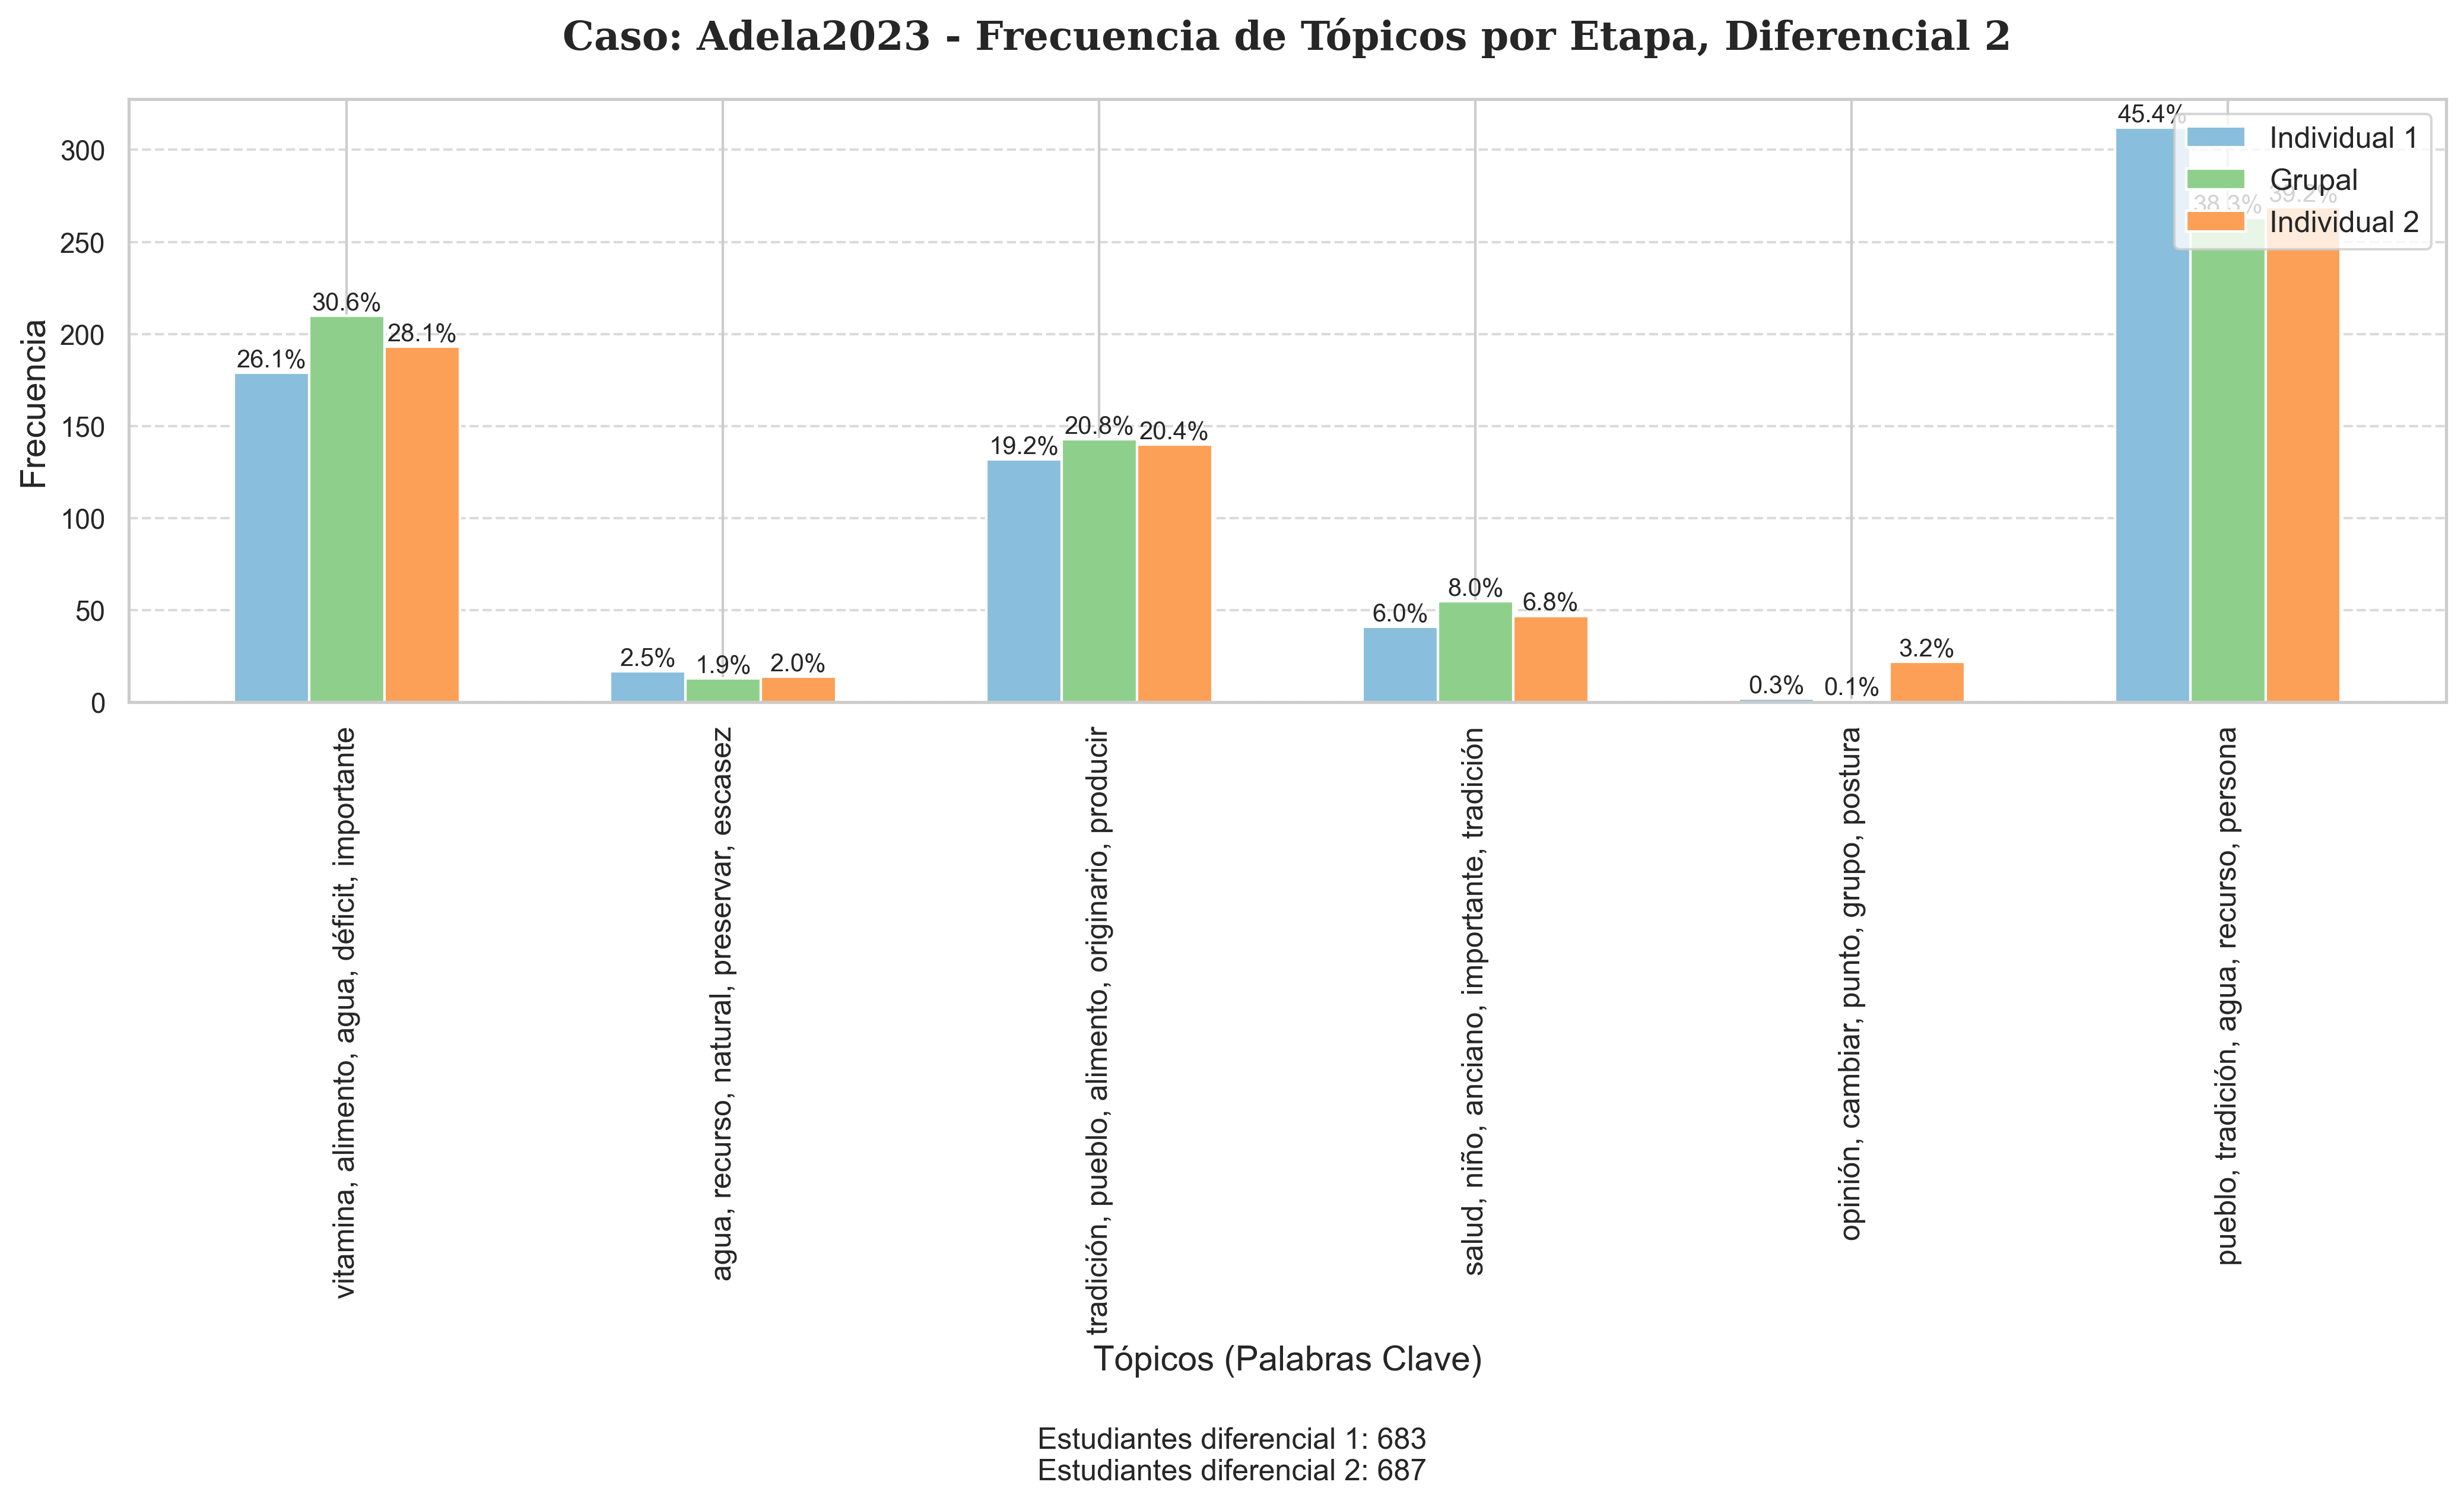 Caso: Adela2023 - Frecuencia de Tópicos por Etapa, Diferencial 2
Frecuencia
300
250
200
150
100
50
0
26.1%
30.6%
28.1%
2.5%
1.9%
2.0%
19.2%
20.8%
20.4%
6.0%
8.0%
6.8%
0.3%
0.1%
3.2%
45.4%
38.3%
39.2%
Individual 1
Grupal
Individual 2
vitamina, alimento, agua, déficit, importante
agua, recurso, natural, preservar, escasez
tradición, pueblo, alimento, originario, producir
salud, niño, anciano, importante, tradición
opinión, cambiar, punto, grupo, postura
pueblo, tradición, agua, recurso, persona
Tópicos (Palabras Clave)
Estudiantes diferencial 1: 683
Estudiantes diferencial 2: 687